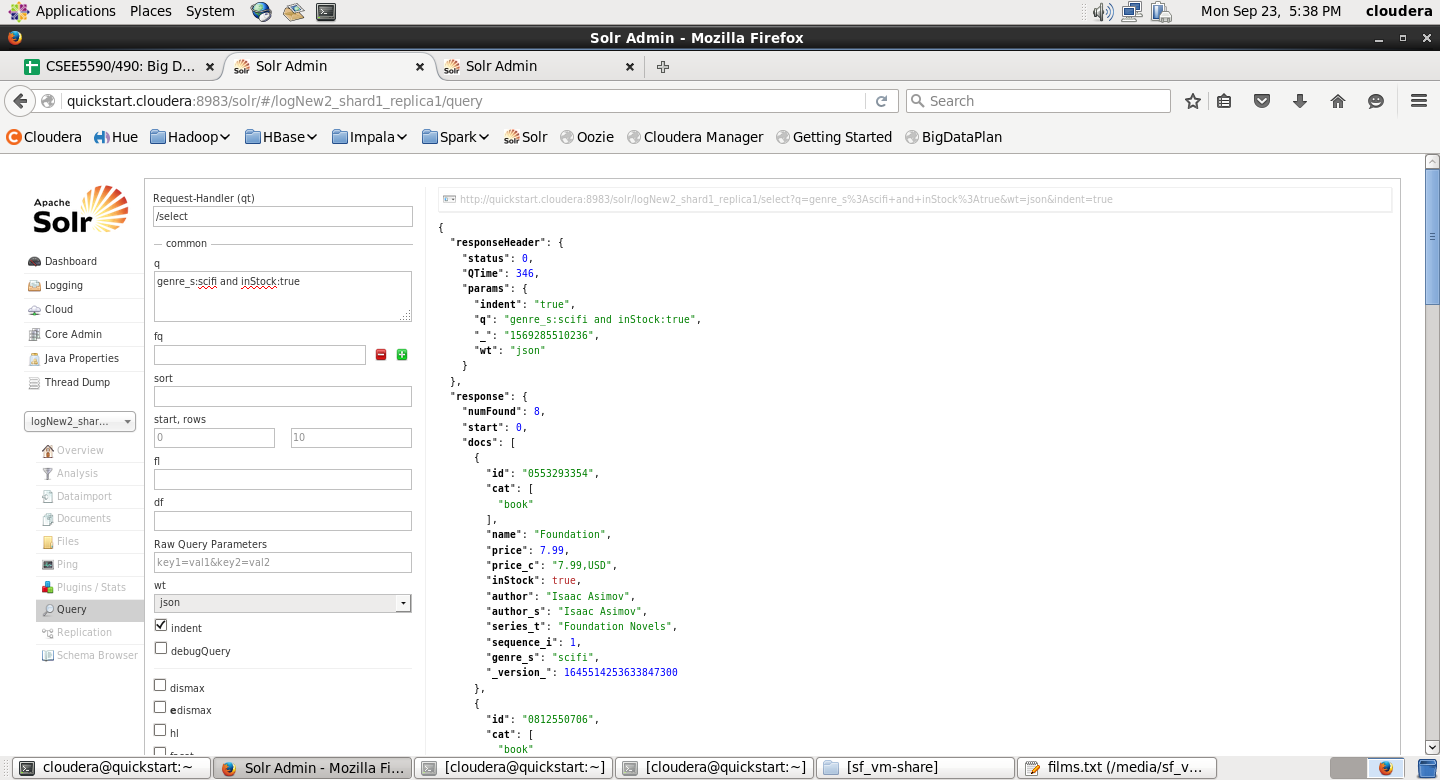 Applications Places System Mon Sep 23, 5:38 PM cloudera
Solr Admin - Mozilla Firefox
CSEE5590/490: Big D... Solr Admin Solr Admin
quickstart.cloudera:8983/solr/#/logNew2_shard1_replica1/query Search
Cloudera Hue Hadoop HBase Impala Spark Solr Oozie Cloudera Manager Getting Started BigDataPlan
Apache
Solr
Dashboard
Logging
Cloud
Core Admin
Java Properties
Thread Dump
logNew2_shar...
Overview
Analysis
Dataimport
Documents
Files
Ping
Plugins / Stats
Query
Replication
Schema Browser
Request-Handler (qt)
/select
common
q
genre_s:scifi and inStock:true
fq
sort
start, rows
0 10
fl
df
Raw Query Parameters
key1=val1&key2=val2
wt
json
indent
debugQuery
dismax
edismax
hl
facet
http://quickstart.cloudera:8983/solr/logNew2_shard1_replica1/select?q=genre_s%3Ascifi+and+inStock%3Atrue&wt=json&indent=true
{
"responseHeader": {
"status": 0,
"QTime": 346,
"params": {
"indent": "true",
"q": "genre_s:scifi and inStock:true",
"_": "1569285510236",
"wt": "json"
}
},
"response": {
"numFound": 8,
"start": 0,
"docs": [
{
"id": "0553293354",
"cat": [
"book"
],
"name": "Foundation",
"price": 7.99,
"price_c": "7.99,USD",
"inStock": true,
"author": "Isaac Asimov",
"author_s": "Isaac Asimov",
"series_t": "Foundation Novels",
"sequence_i": 1,
"genre_s": "scifi",
"_version_": 1645514253633847300
},
{
"id": "0812550706",
"cat": [
"book"
cloudera@quickstart:~ Solr Admin - Mozilla Fi... [cloudera@quickstart:~] [cloudera@quickstart:~] [sf_vm-share] films.txt (/media/sf_v...